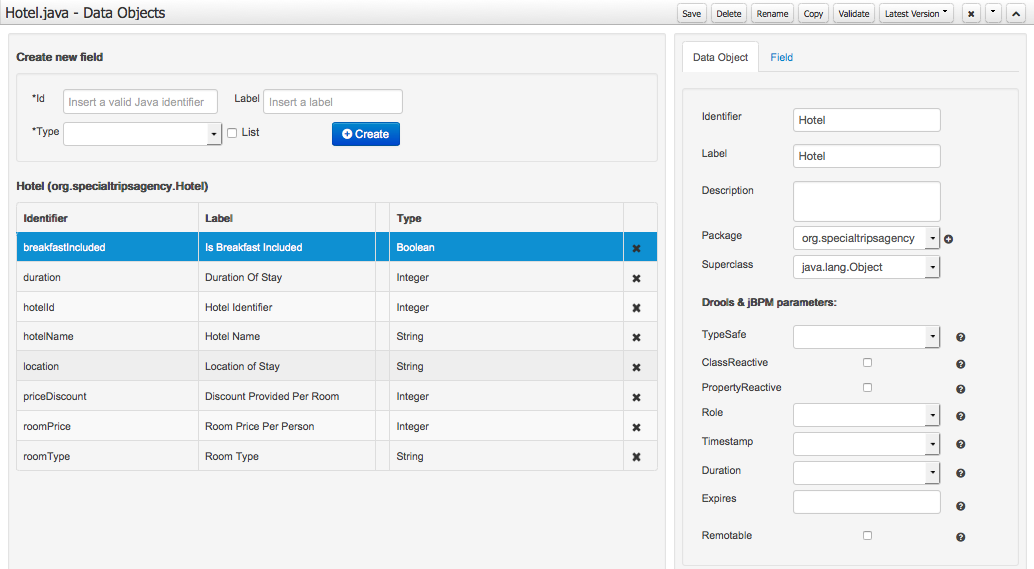 Hotel.java - Data Objects
Save Delete Rename Copy Validate Latest Version
Create new field
*Id Insert a valid Java identifier Label Insert a label
*Type List Create
Hotel (org.specialtripsagency.Hotel)
Identifier Label Type
breakfastIncluded Is Breakfast Included Boolean
duration Duration Of Stay Integer
hotelId Hotel Identifier Integer
hotelName Hotel Name String
location Location of Stay String
priceDiscount Discount Provided Per Room Integer
roomPrice Room Price Per Person Integer
roomType Room Type String
Data Object Field
Identifier Hotel
Label Hotel
Description
Package org.specialtripsagency
Superclass java.lang.Object
Drools & jBPM parameters:
TypeSafe
ClassReactive
PropertyReactive
Role
Timestamp
Duration
Expires
Remotable